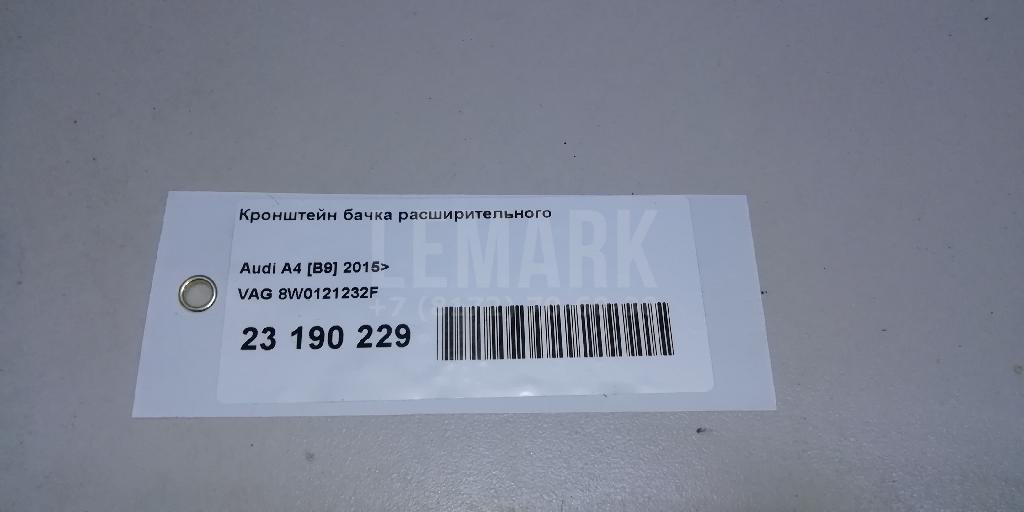 Кронштейн бачка расширительного
LEMARK
Audi A4 [B9] 2015>
VAG 8W0121232F
23 190 229